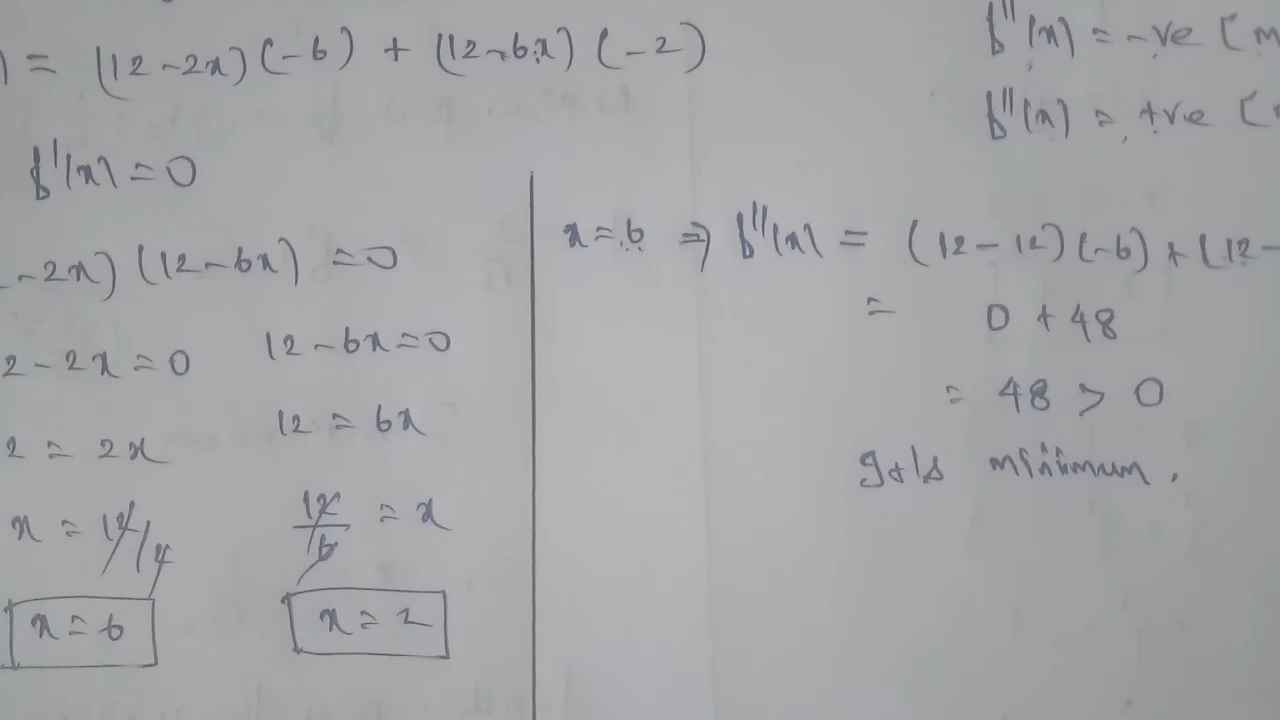 ) = (12-2x)(-6) + (12-6x)(-2)
f'(x) = 0
-2x)(12-6x) = 0
2-2x = 0
12-6x = 0
2 = 2x
12 = 6x
x = 12/
12/6 = x
x = 6
x = 2
f''(x) = -ve (m
f''(x) = +ve (
x = 6 ⇒ f''(x) = (12-12)(-6) + (12-
= 0 + 48
= 48 > 0
minimum.